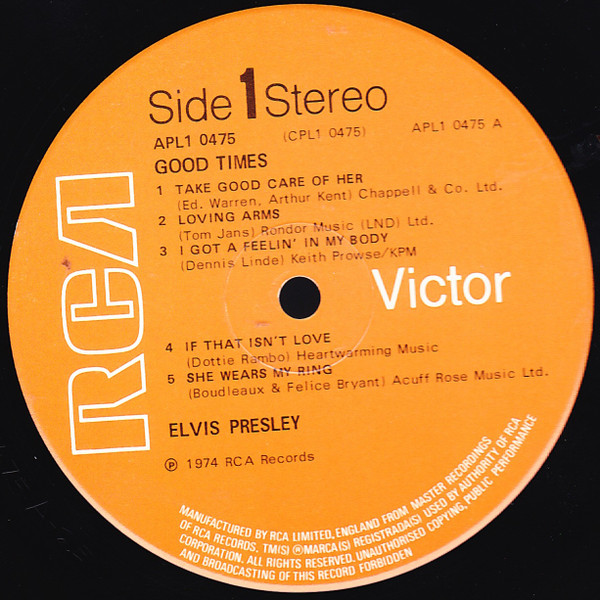 Side 1 Stereo
APL1 0475 (CPL1 0475) APL1 0475 A
GOOD TIMES
1 TAKE GOOD CARE OF HER
(Ed. Warren, Arthur Kent) Chappell & Co. Ltd.
2 LOVING ARMS
(Tom Jans) Rondor Music (LND) Ltd.
3 I GOT A FEELIN' IN MY BODY
(Dennis Linde) Keith Prowse/KPM
RCA
Victor
4 IF THAT ISN'T LOVE
(Dottie Rambo) Heartwarming Music
5 SHE WEARS MY RING
(Boudleaux & Felice Bryant) Acuff Rose Music Ltd.
ELVIS PRESLEY
Ⓟ 1974 RCA Records
MANUFACTURED BY RCA LIMITED, ENGLAND FROM MASTER RECORDINGS
OF RCA RECORDS, TM(S) ® MARCA(S) REGISTRADA(S) USED BY AUTHORITY OF RCA
CORPORATION. ALL RIGHTS RESERVED. UNAUTHORISED COPYING, PUBLIC PERFORMANCE
AND BROADCASTING OF THIS RECORD FORBIDDEN